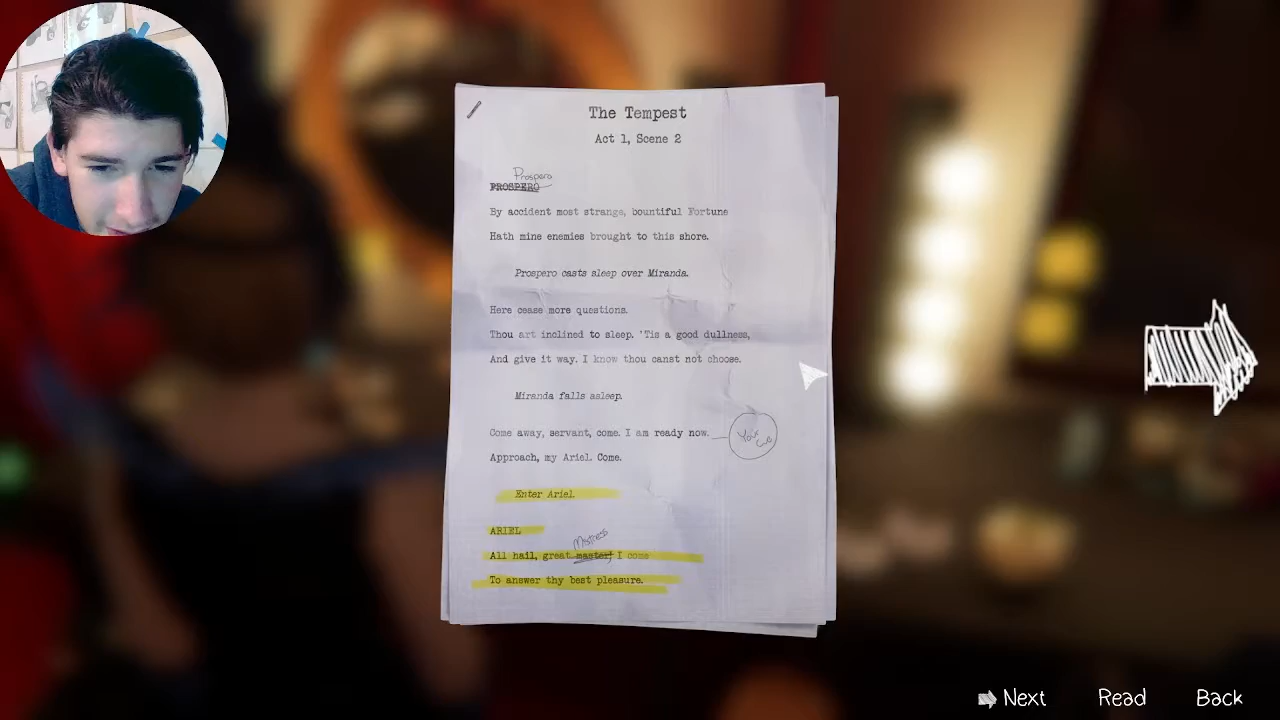 The Tempest
Act 1, Scene 2
Prospero
PROSPERO
By accident most strange, bountiful Fortune
Hath mine enemies brought to this shore.
Prospero casts sleep over Miranda.
Here cease more questions.
Thou art inclined to sleep. 'Tis a good dullness,
And give it way. I know thou canst not choose.
Miranda falls asleep.
Come away, servant, come. I am ready now.
Your cue
Approach, my Ariel. Come.
Enter Ariel.
ARIEL
Mistress
All hail, great master, I come
To answer thy best pleasure.
Next Read Back